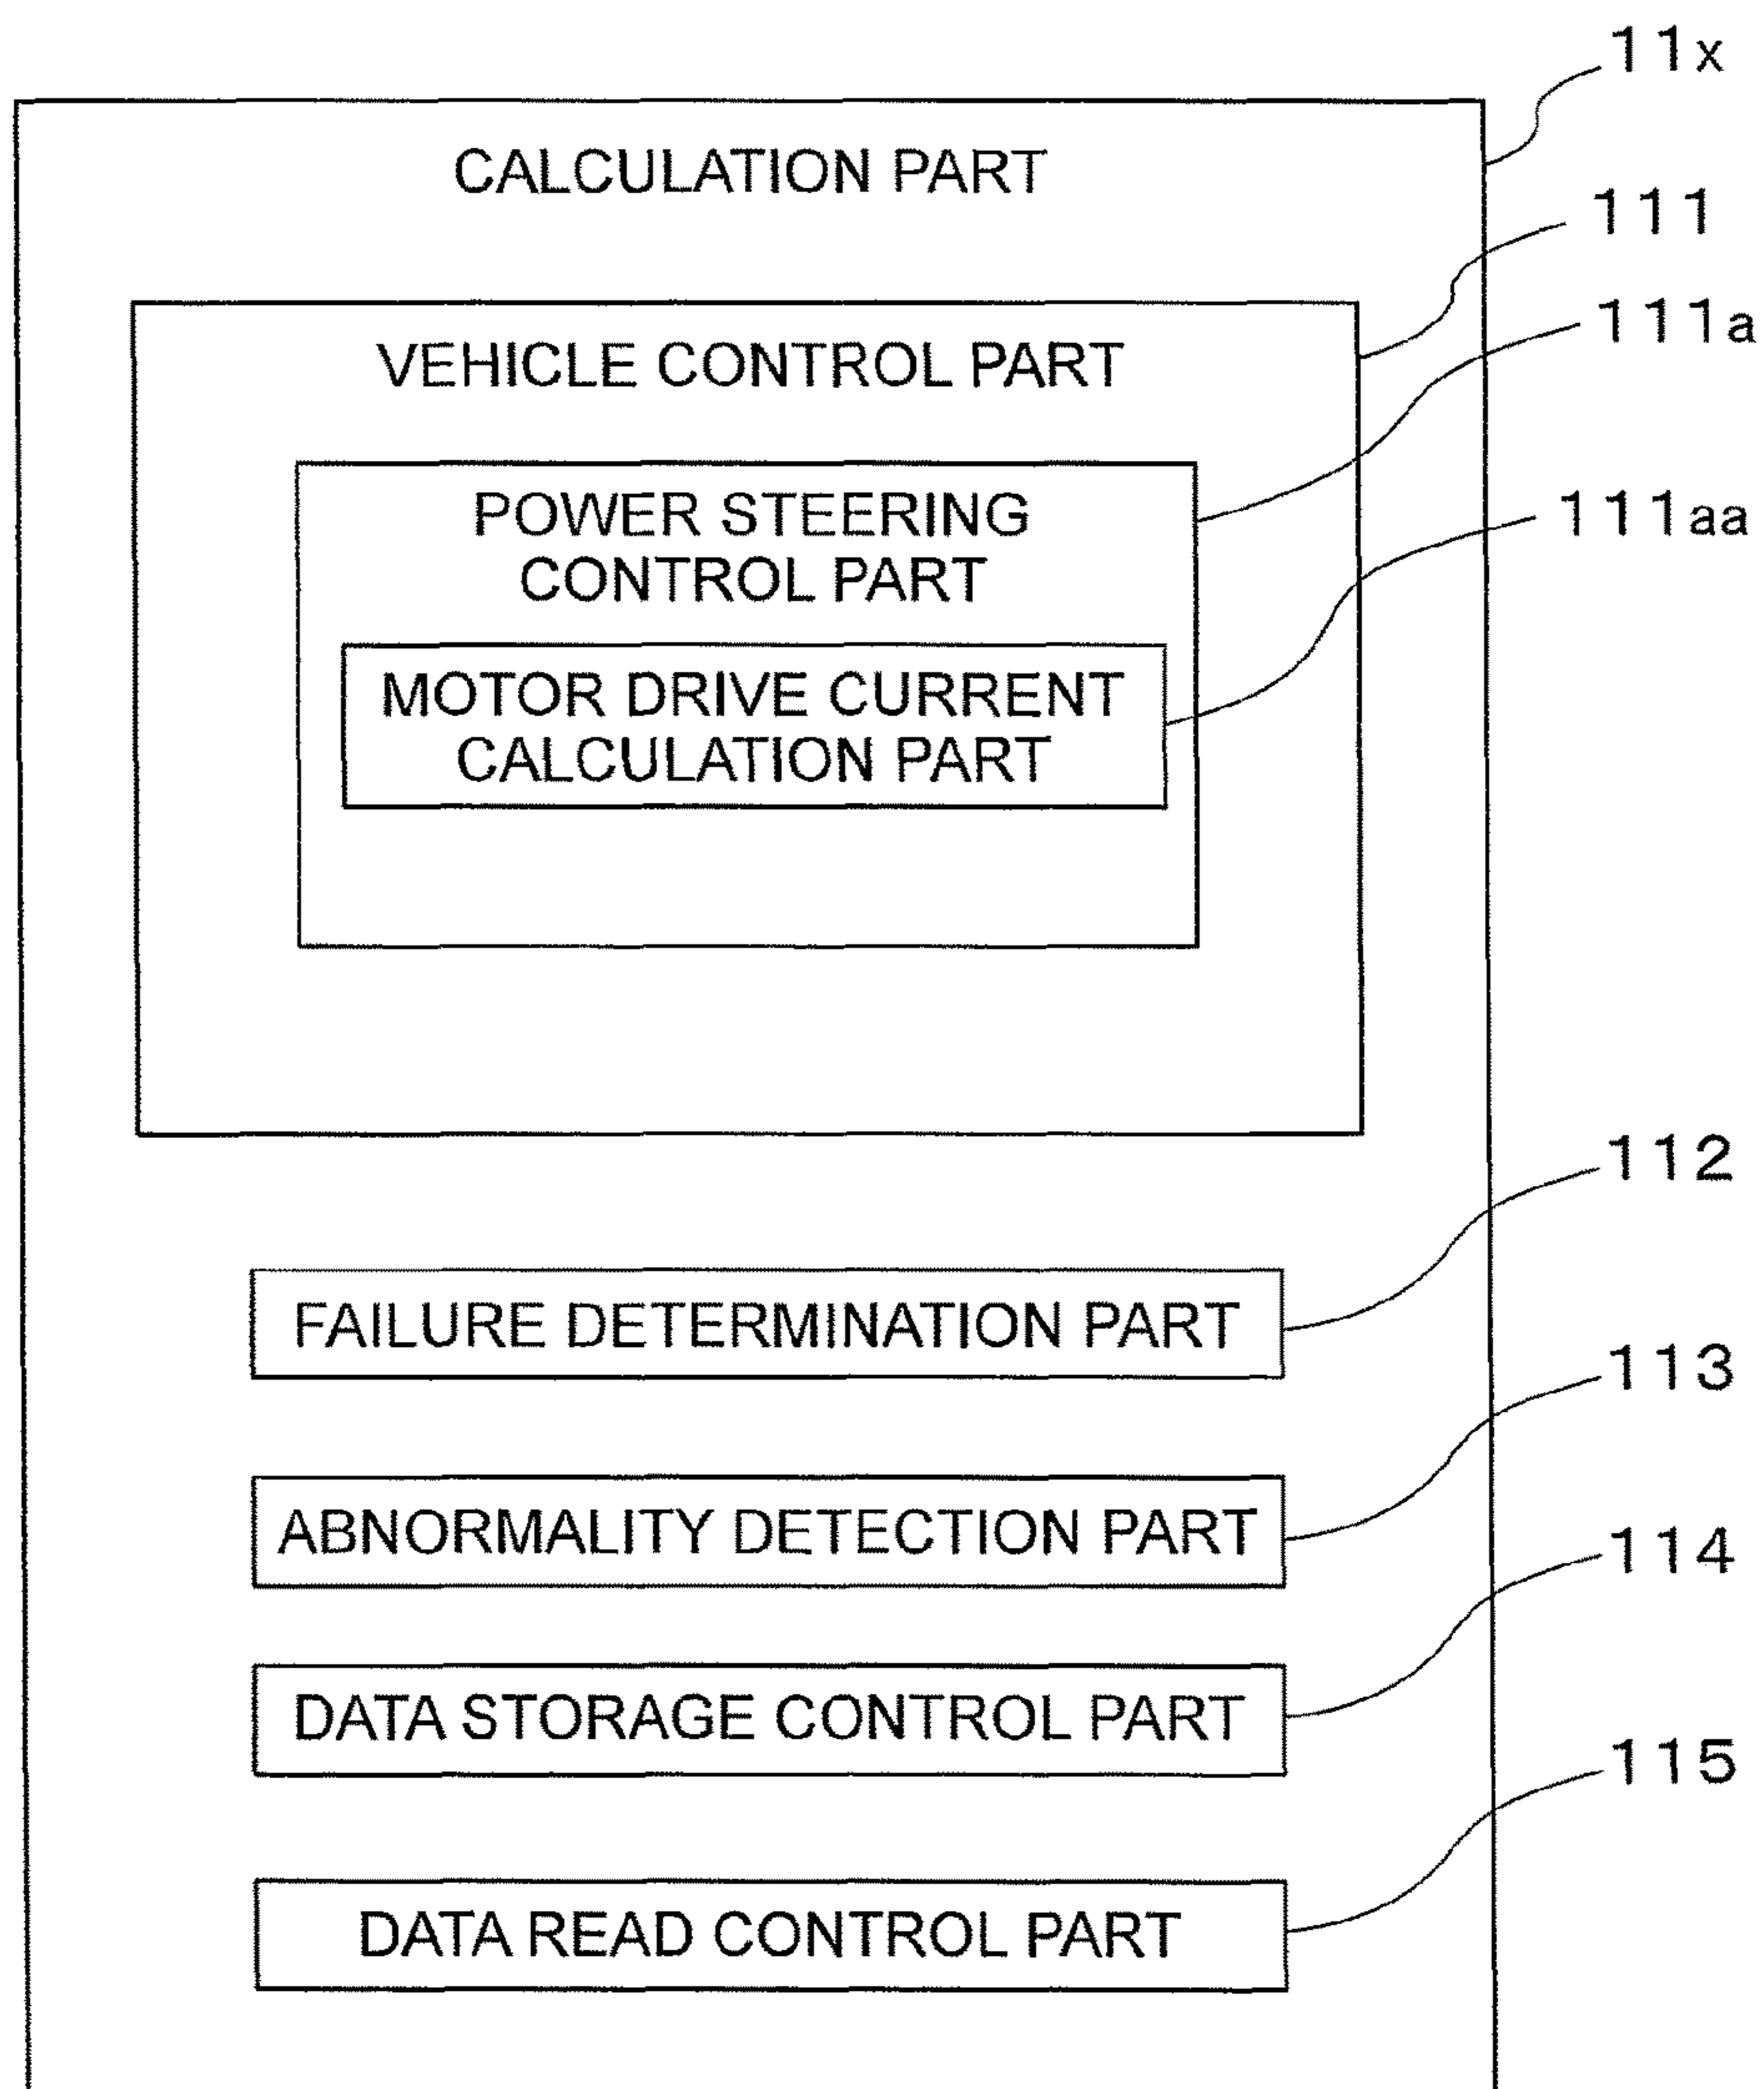 11x
CALCULATION PART
111
VEHICLE CONTROL PART
111a
POWER STEERING
CONTROL PART
111aa
MOTOR DRIVE CURRENT
CALCULATION PART
112
FAILURE DETERMINATION PART
113
ABNORMALITY DETECTION PART
114
DATA STORAGE CONTROL PART
115
DATA READ CONTROL PART